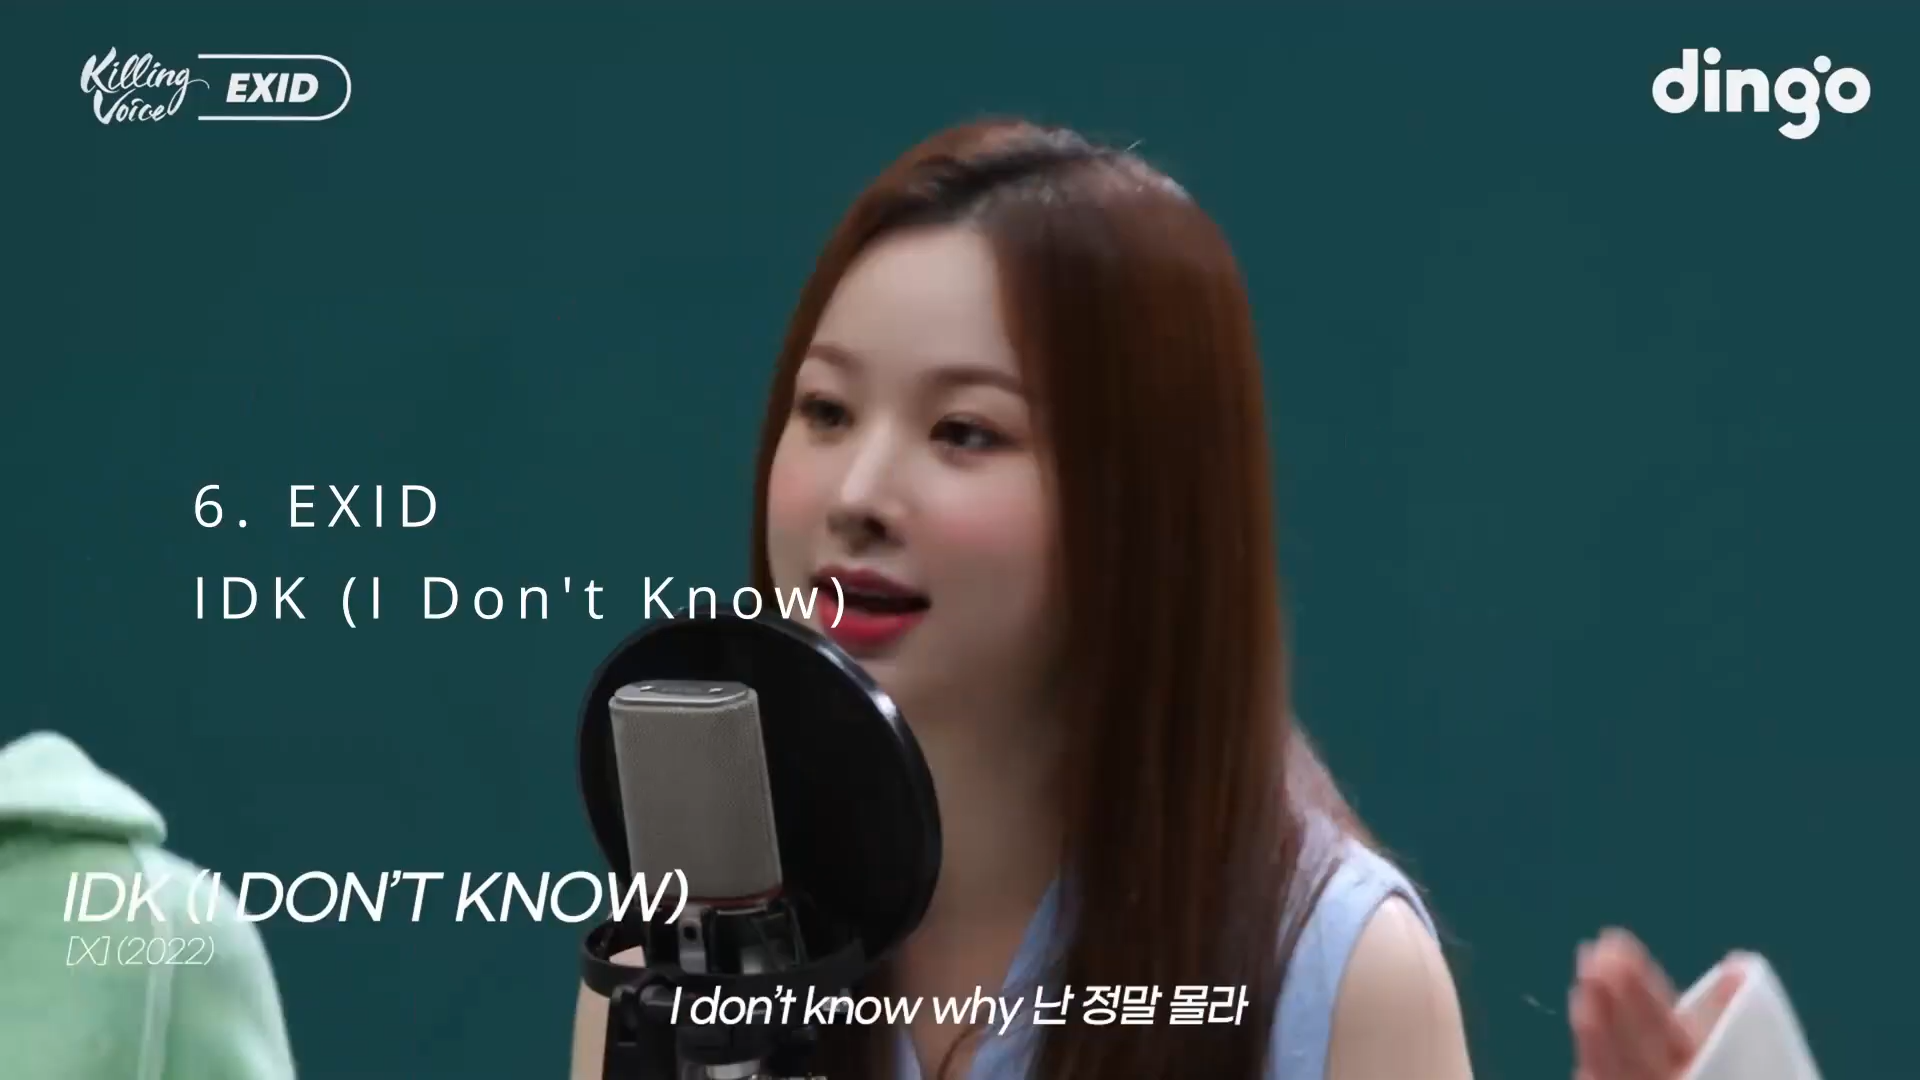 Killing Voice EXID
dingo
6. EXID
IDK (I Don't Know)
IDK (I DON'T KNOW)
[X] (2022)
I don't know why 난 정말 몰라